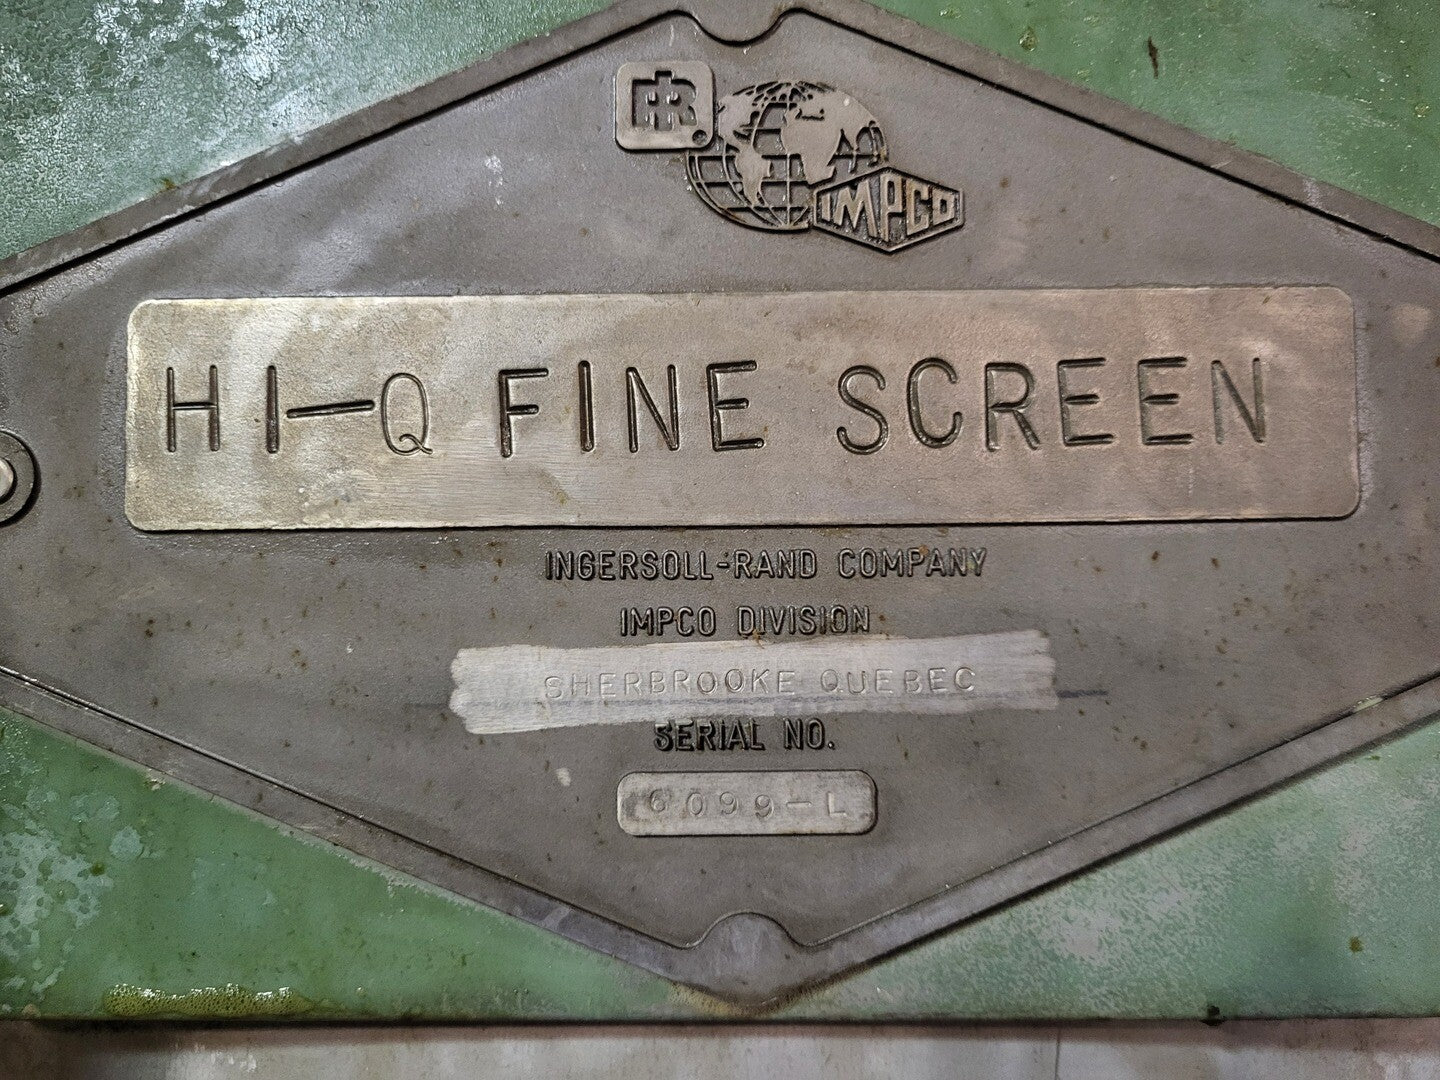 IR
IMPCO
HI-Q FINE SCREEN
INGERSOLL-RAND COMPANY
IMPCO DIVISION
SHERBROOKE QUEBEC
SERIAL NO.
6099-L